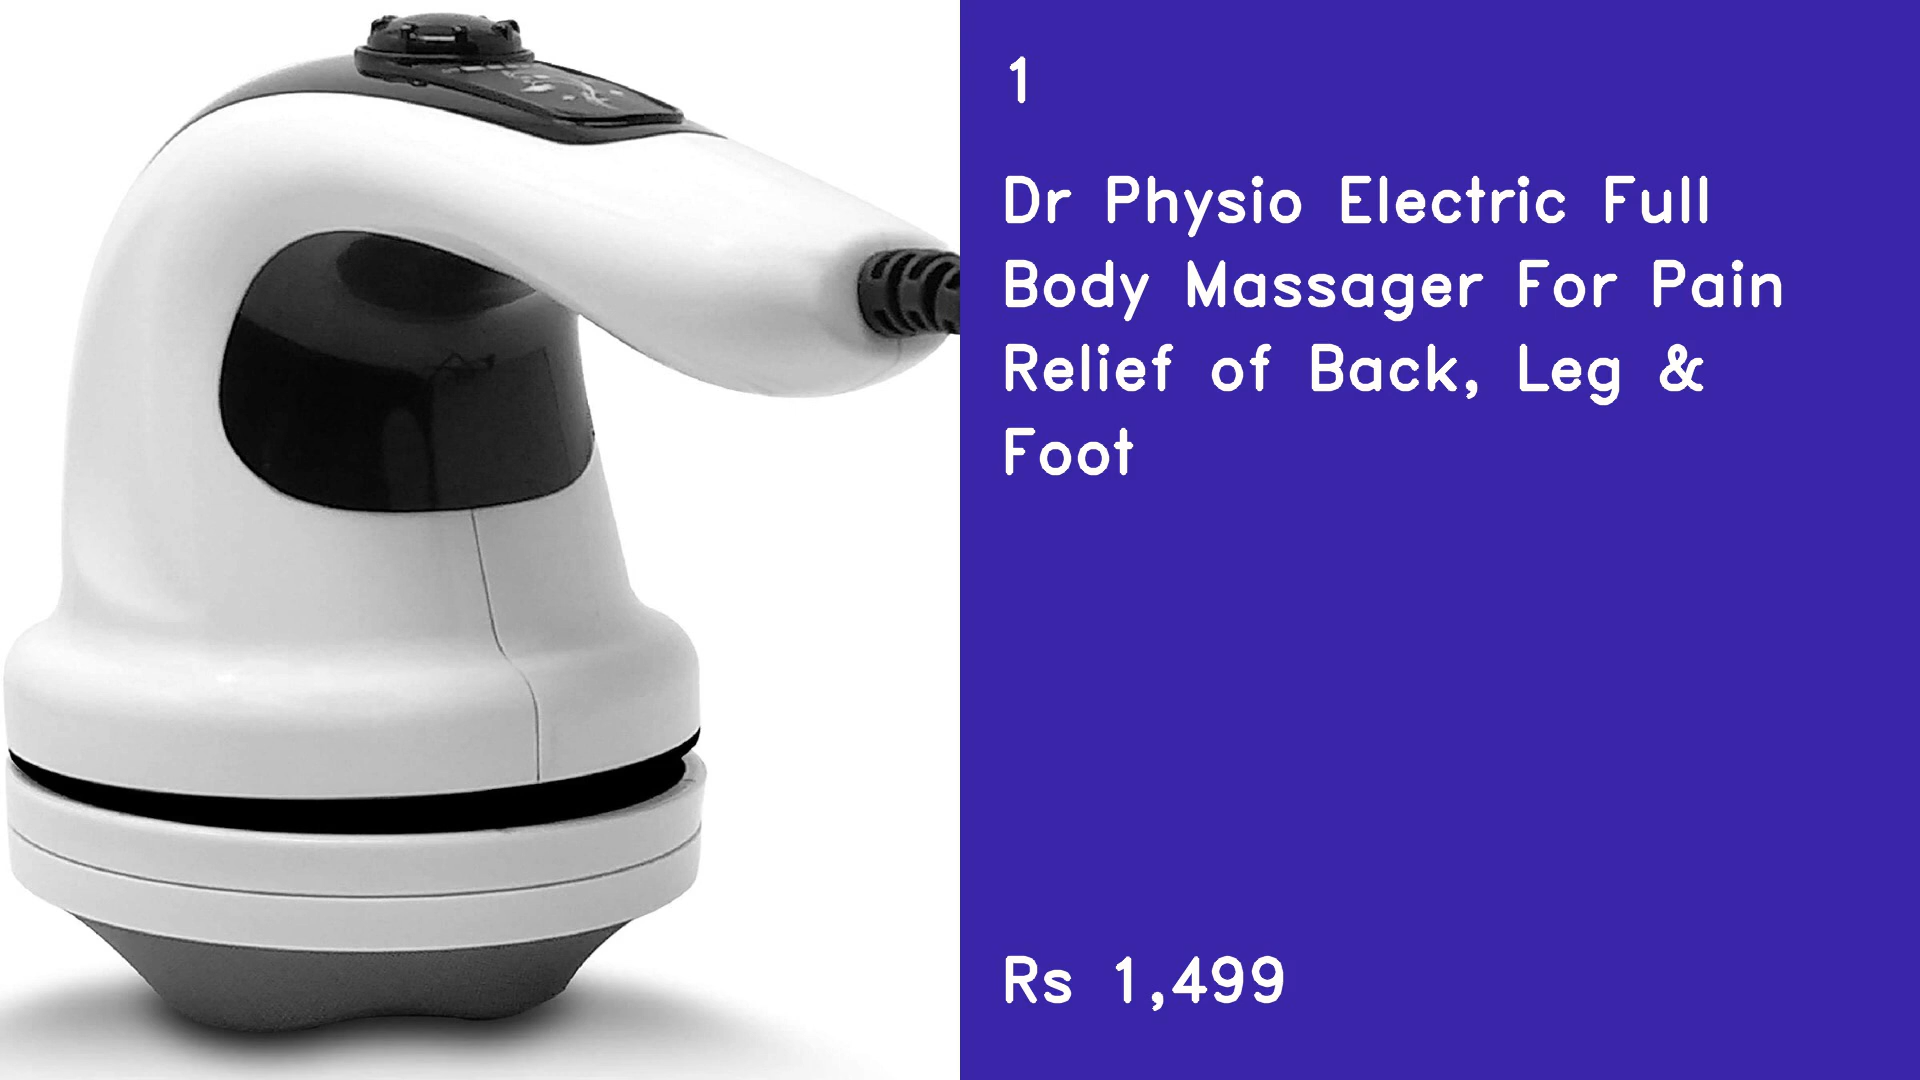 1
Dr Physio Electric Full
Body Massager For Pain
Relief of Back, Leg &
Foot
Rs 1,499